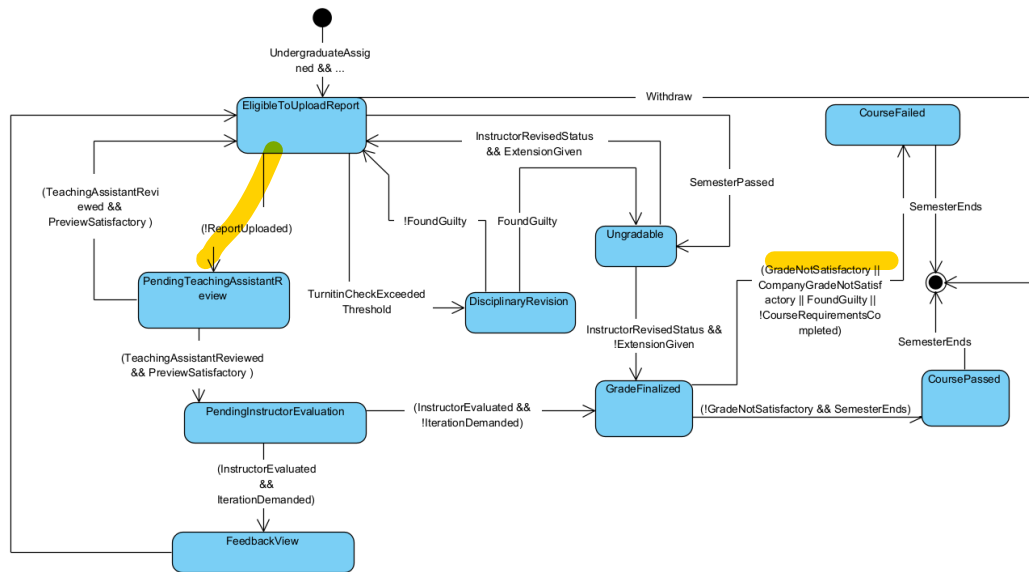 UndergraduateAssig
ned && ...
EligibleToUploadReport
Withdraw
CourseFailed
InstructorRevisedStatus
&& ExtensionGiven
SemesterPassed
(TeachingAssistantRevi
ewed &&
PreviewSatisfactory )
(!ReportUploaded)
!FoundGuilty
FoundGuilty
Ungradable
SemesterEnds
PendingTeachingAssistantR
eview
TurnitinCheckExceeded
Threshold
DisciplinaryRevision
(GradeNotSatisfactory ||
CompanyGradeNotSatisf
actory || FoundGuilty ||
!CourseRequirementsCo
mpleted)
InstructorRevisedStatus &&
!ExtensionGiven
SemesterEnds
(TeachingAssistantReviewed
&& PreviewSatisfactory )
GradeFinalized
CoursePassed
PendingInstructorEvaluation
(InstructorEvaluated &&
!IterationDemanded)
(!GradeNotSatisfactory && SemesterEnds)
(InstructorEvaluated
&&
IterationDemanded)
FeedbackView